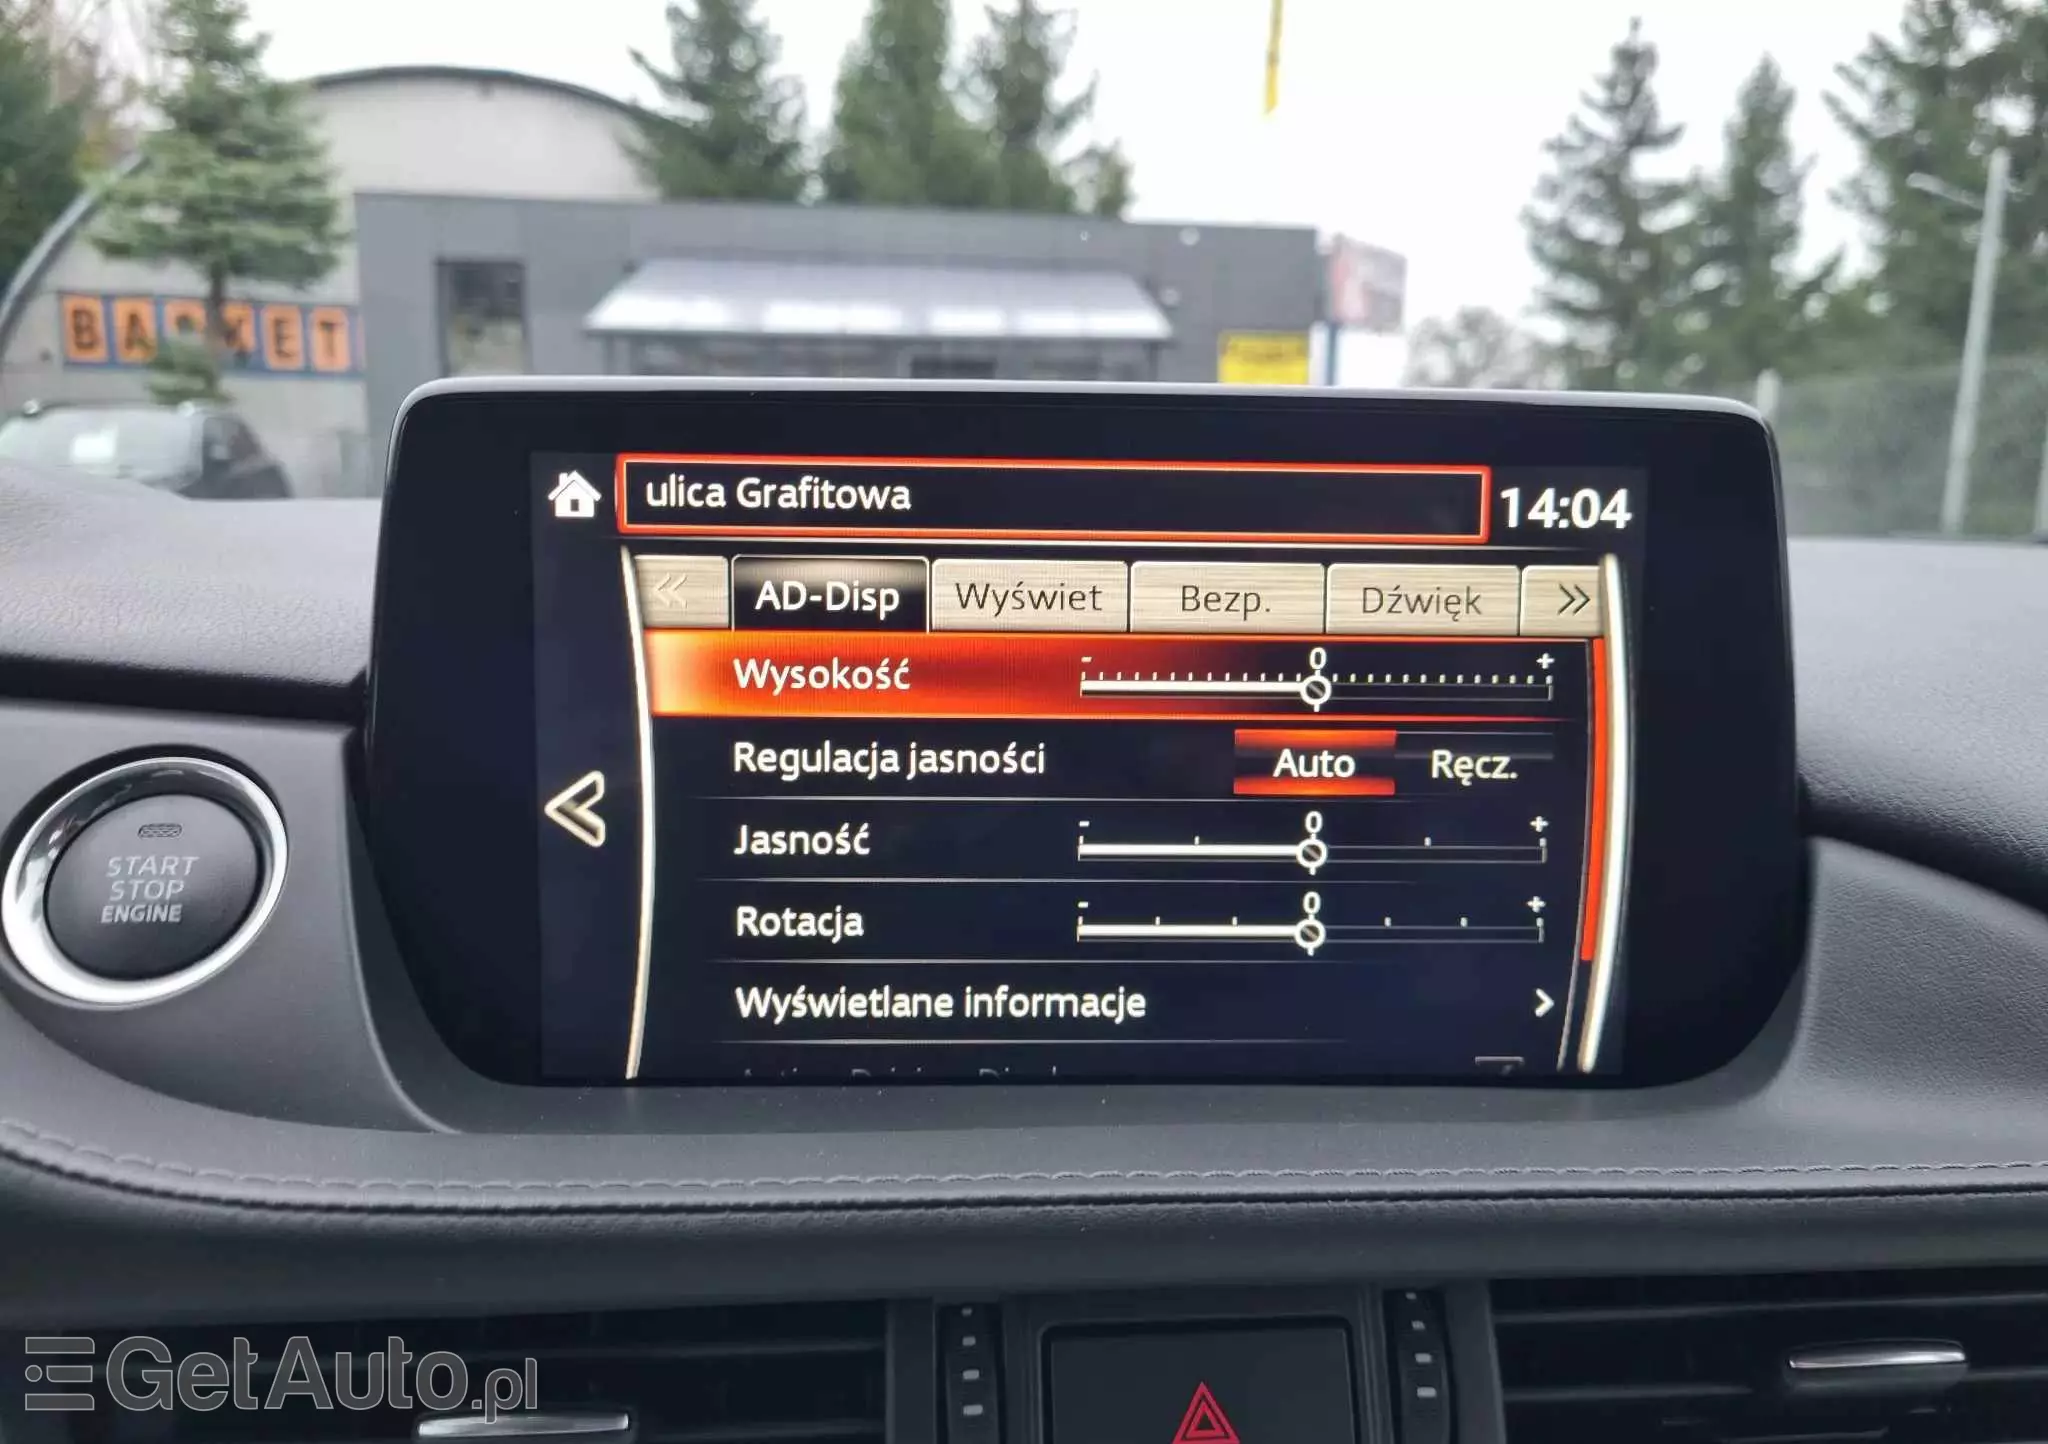 BASKET
ulica Grafitowa
14:04
AD-Disp
Wyświet
Bezp.
Dźwięk
Wysokość
- 0 +
Regulacja jasności
Auto
Ręcz.
Jasność
- 0 +
Rotacja
- 0 +
Wyświetlane informacje
START
STOP
ENGINE
GetAuto.pl